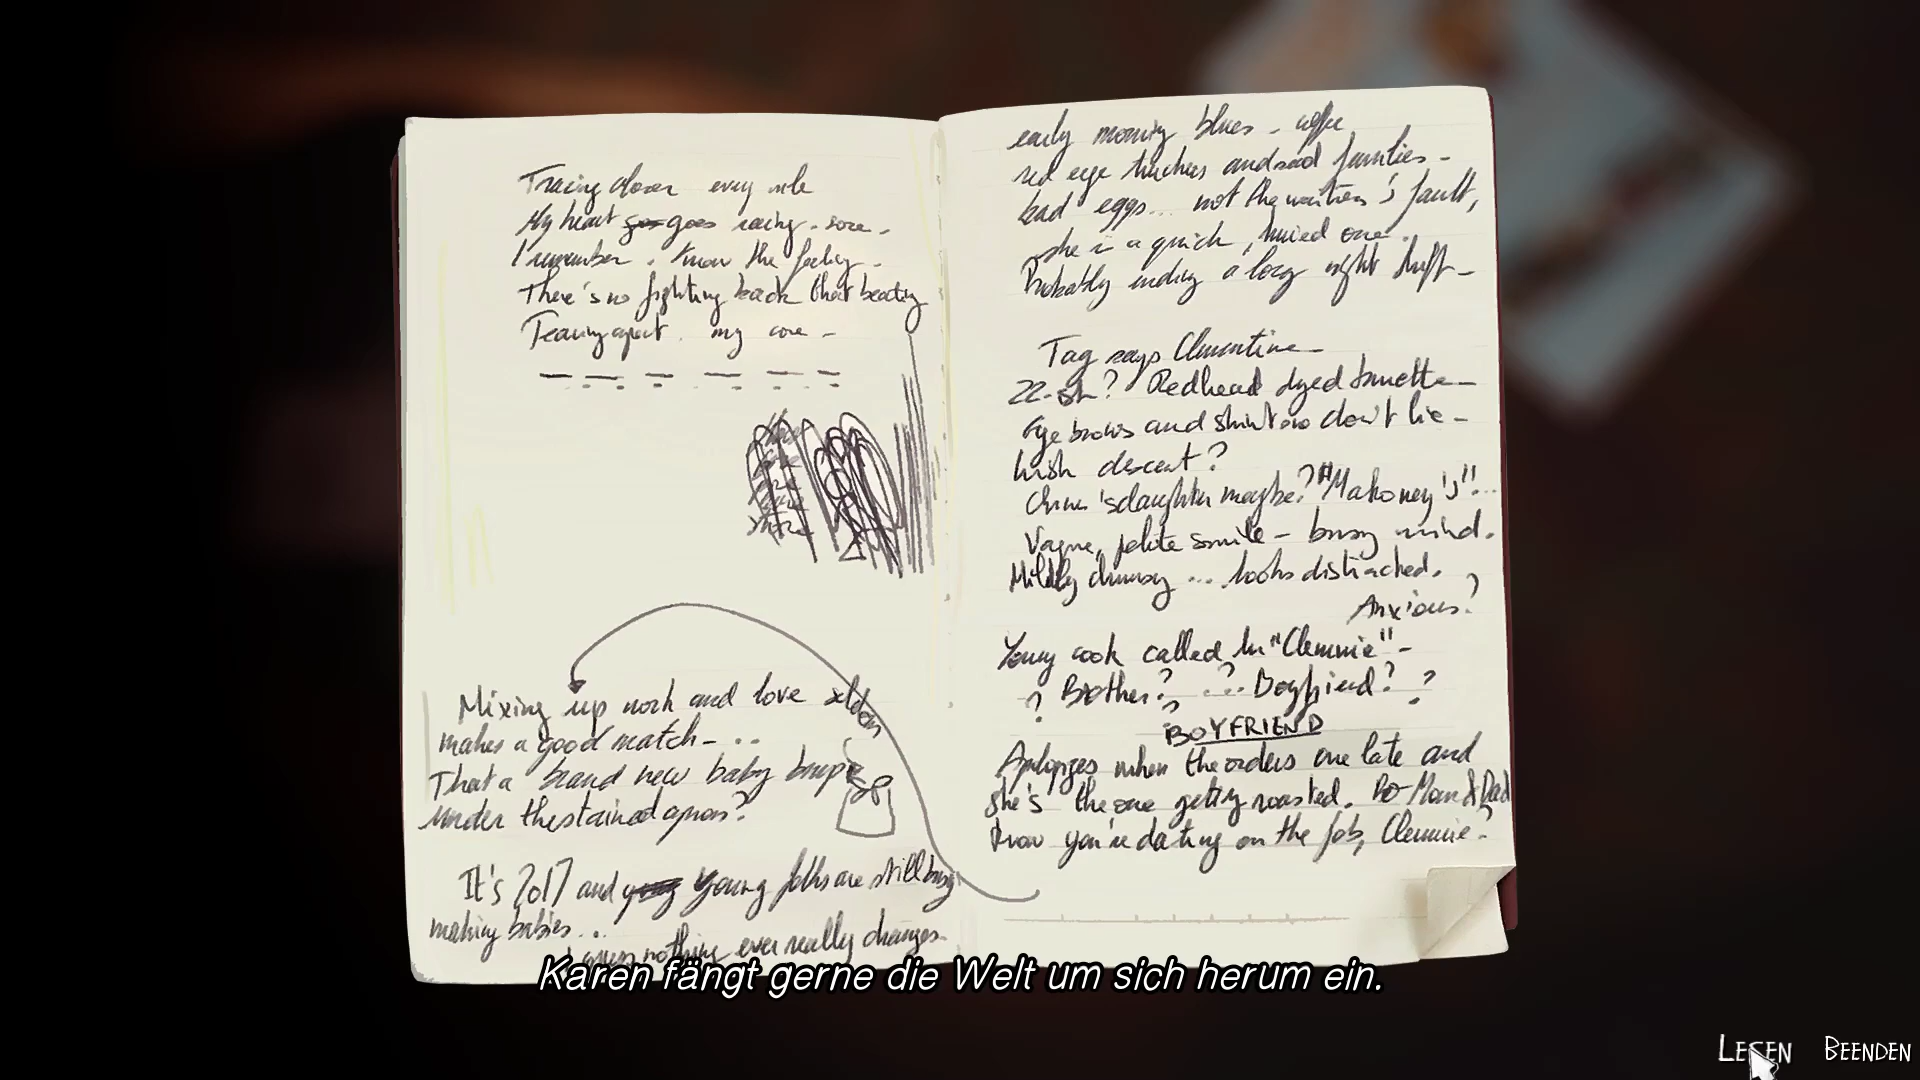 Tracing closer every mile
My heart goes goes racing. sore.
I remember. Know the feeling.
There's no fighting back that beating
Tearing apart. my core -
Mixing up work and love seldom
makes a good match - ...
That a brand new baby bump
under the stained apron?
It's 2017 and young Young folks are still busy
making babies...
guess nothing ever really changes.
early morning blues - coffee
red eye truckers and sad families -
bad eggs... not the waitress's fault,
she is a quick, hurried one.
Probably ending a long night shift -
Tag says Clementine -
22-ish? Redhead dyed brunette -
Eyebrows and skin tone don't lie -
Irish descent?
Owner's daughter maybe? "Mahoney's"...
Vague, polite smile - busy mind.
Mildly clumsy... looks distracted.
Anxious?
Young cook called her "Clemmie" -
? Brother? ...? Boyfriend? ?
BOYFRIEND
Apologizes when the orders are late and
she's the one getting roasted. Do Mom & Dad
know you're dating on the job, Clemmie?
Karen fängt gerne die Welt um sich herum ein.
LESEN BEENDEN